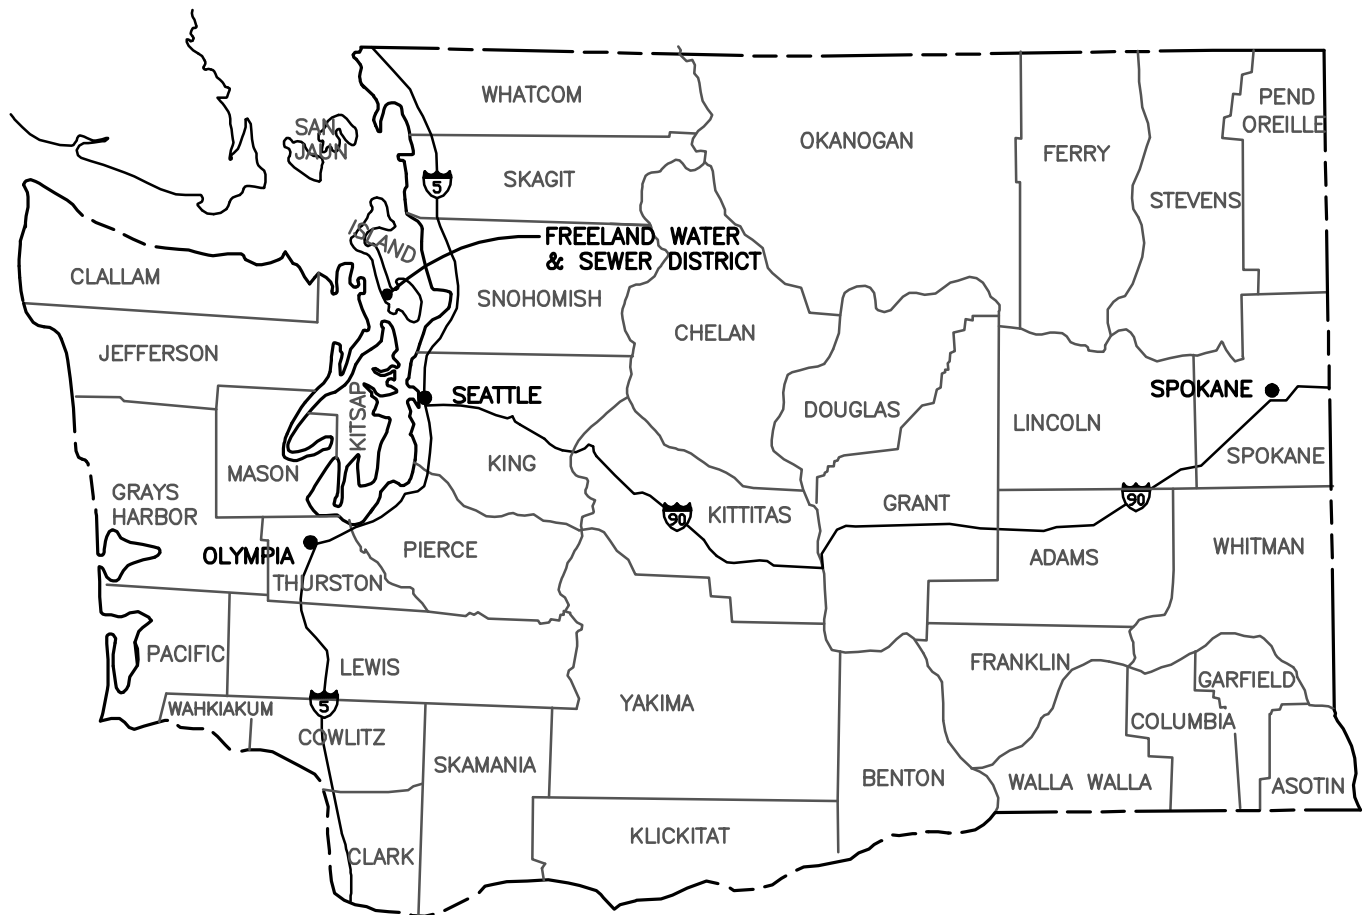 WHATCOM
PEND
OREILLE
SAN
JAUN
OKANOGAN
FERRY
SKAGIT
5
STEVENS
ISLAND
FREELAND WATER
& SEWER DISTRICT
CLALLAM
SNOHOMISH
CHELAN
JEFFERSON
SEATTLE
SPOKANE
KITSAP
DOUGLAS
LINCOLN
KING
MASON
SPOKANE
GRAYS
HARBOR
90
KITTITAS
GRANT
90
OLYMPIA
PIERCE
ADAMS
WHITMAN
THURSTON
PACIFIC
LEWIS
FRANKLIN
GARFIELD
WAHKIAKUM
5
YAKIMA
COLUMBIA
COWLITZ
SKAMANIA
BENTON
WALLA WALLA
ASOTIN
KLICKITAT
CLARK